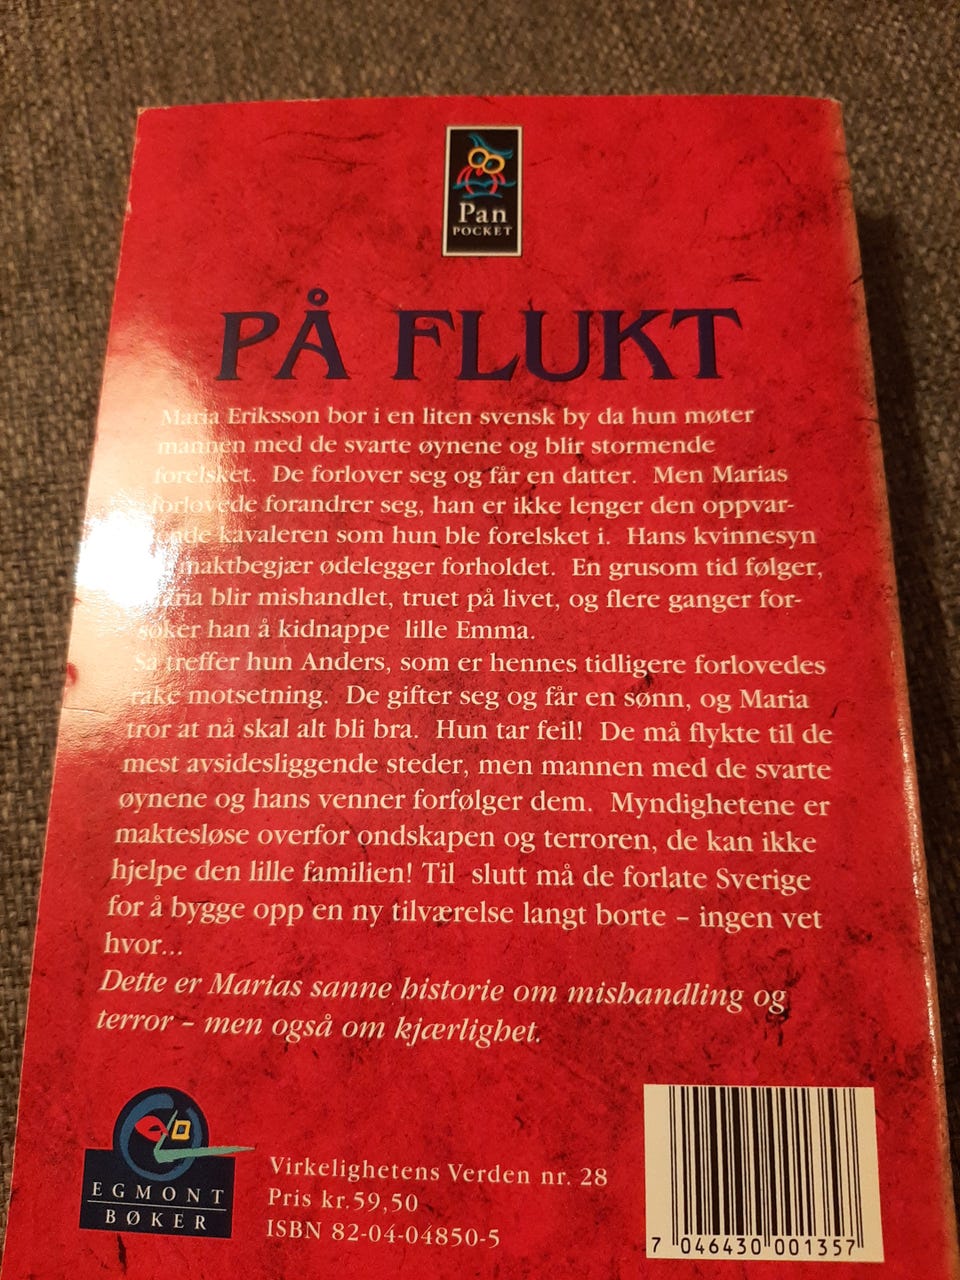 Pan
POCKET
PÅ FLUKT
Maria Eriksson bor i en liten svensk by da hun møter
mannen med de svarte øynene og blir stormende
forelsket. De forlover seg og får en datter. Men Marias
forlovede forandrer seg, han er ikke lenger den oppvar-
kavaleren som hun ble forelsket i. Hans kvinnesyn
maktbegjær ødelegger forholdet. En grusom tid følger,
Maria blir mishandlet, truet på livet, og flere ganger for-
søker han å kidnappe lille Emma.
Så treffer hun Anders, som er hennes tidligere forlovedes
rake motsetning. De gifter seg og får en sønn, og Maria
tror at nå skal alt bli bra. Hun tar feil! De må flykte til de
mest avsidesliggende steder, men mannen med de svarte
øynene og hans venner forfølger dem. Myndighetene er
maktesløse overfor ondskapen og terroren, de kan ikke
hjelpe den lille familien! Til slutt må de forlate Sverige
for å bygge opp en ny tilværelse langt borte – ingen vet
hvor...
Dette er Marias sanne historie om mishandling og
terror – men også om kjærlighet.
EGMONT
BØKER
Virkelighetens Verden nr. 28
Pris kr.59,50
ISBN 82-04-04850-5
7 046430 001357